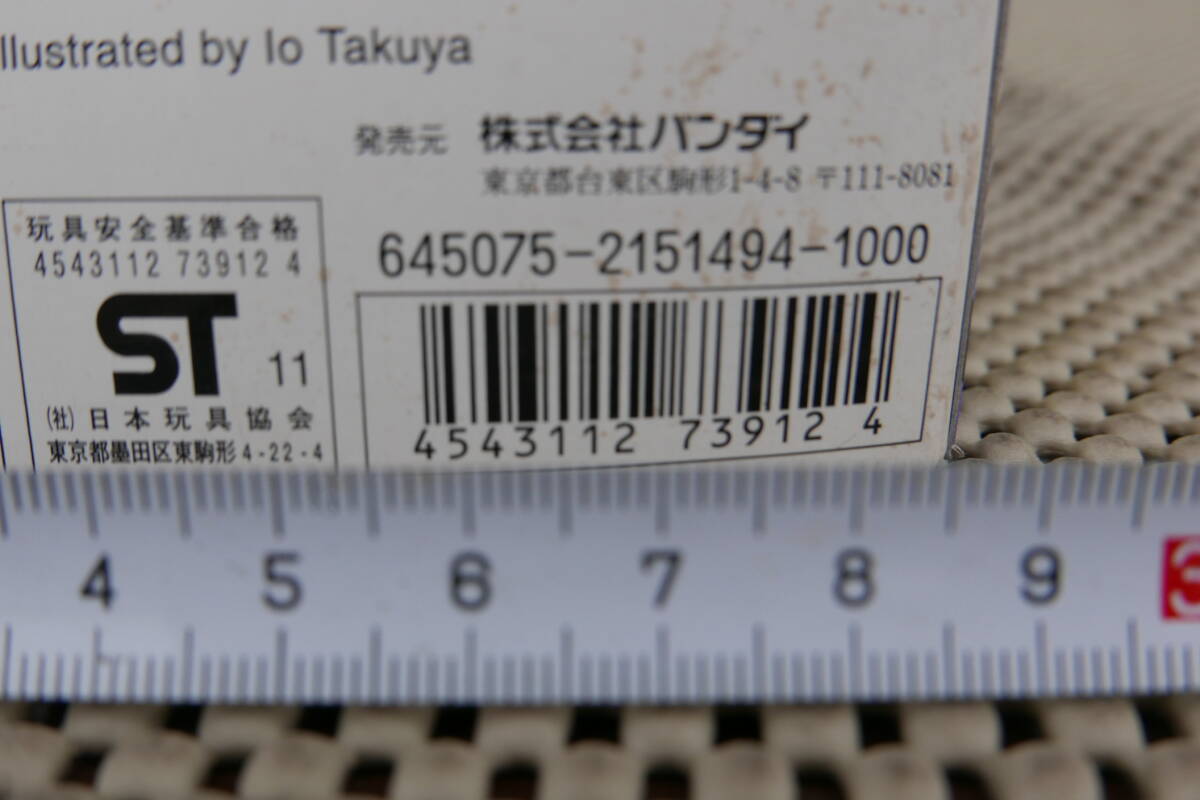 llustrated by Io Takuya
発売元 株式会社バンダイ
東京都台東区駒形1-4-8 〒111-8081
玩具安全基準合格
4543112 73912 4
ST 11
(社)日本玩具協会
東京都墨田区東駒形4-22-4
645075-2151494-1000
4543112 739124
4 5 6 7 8 9 3